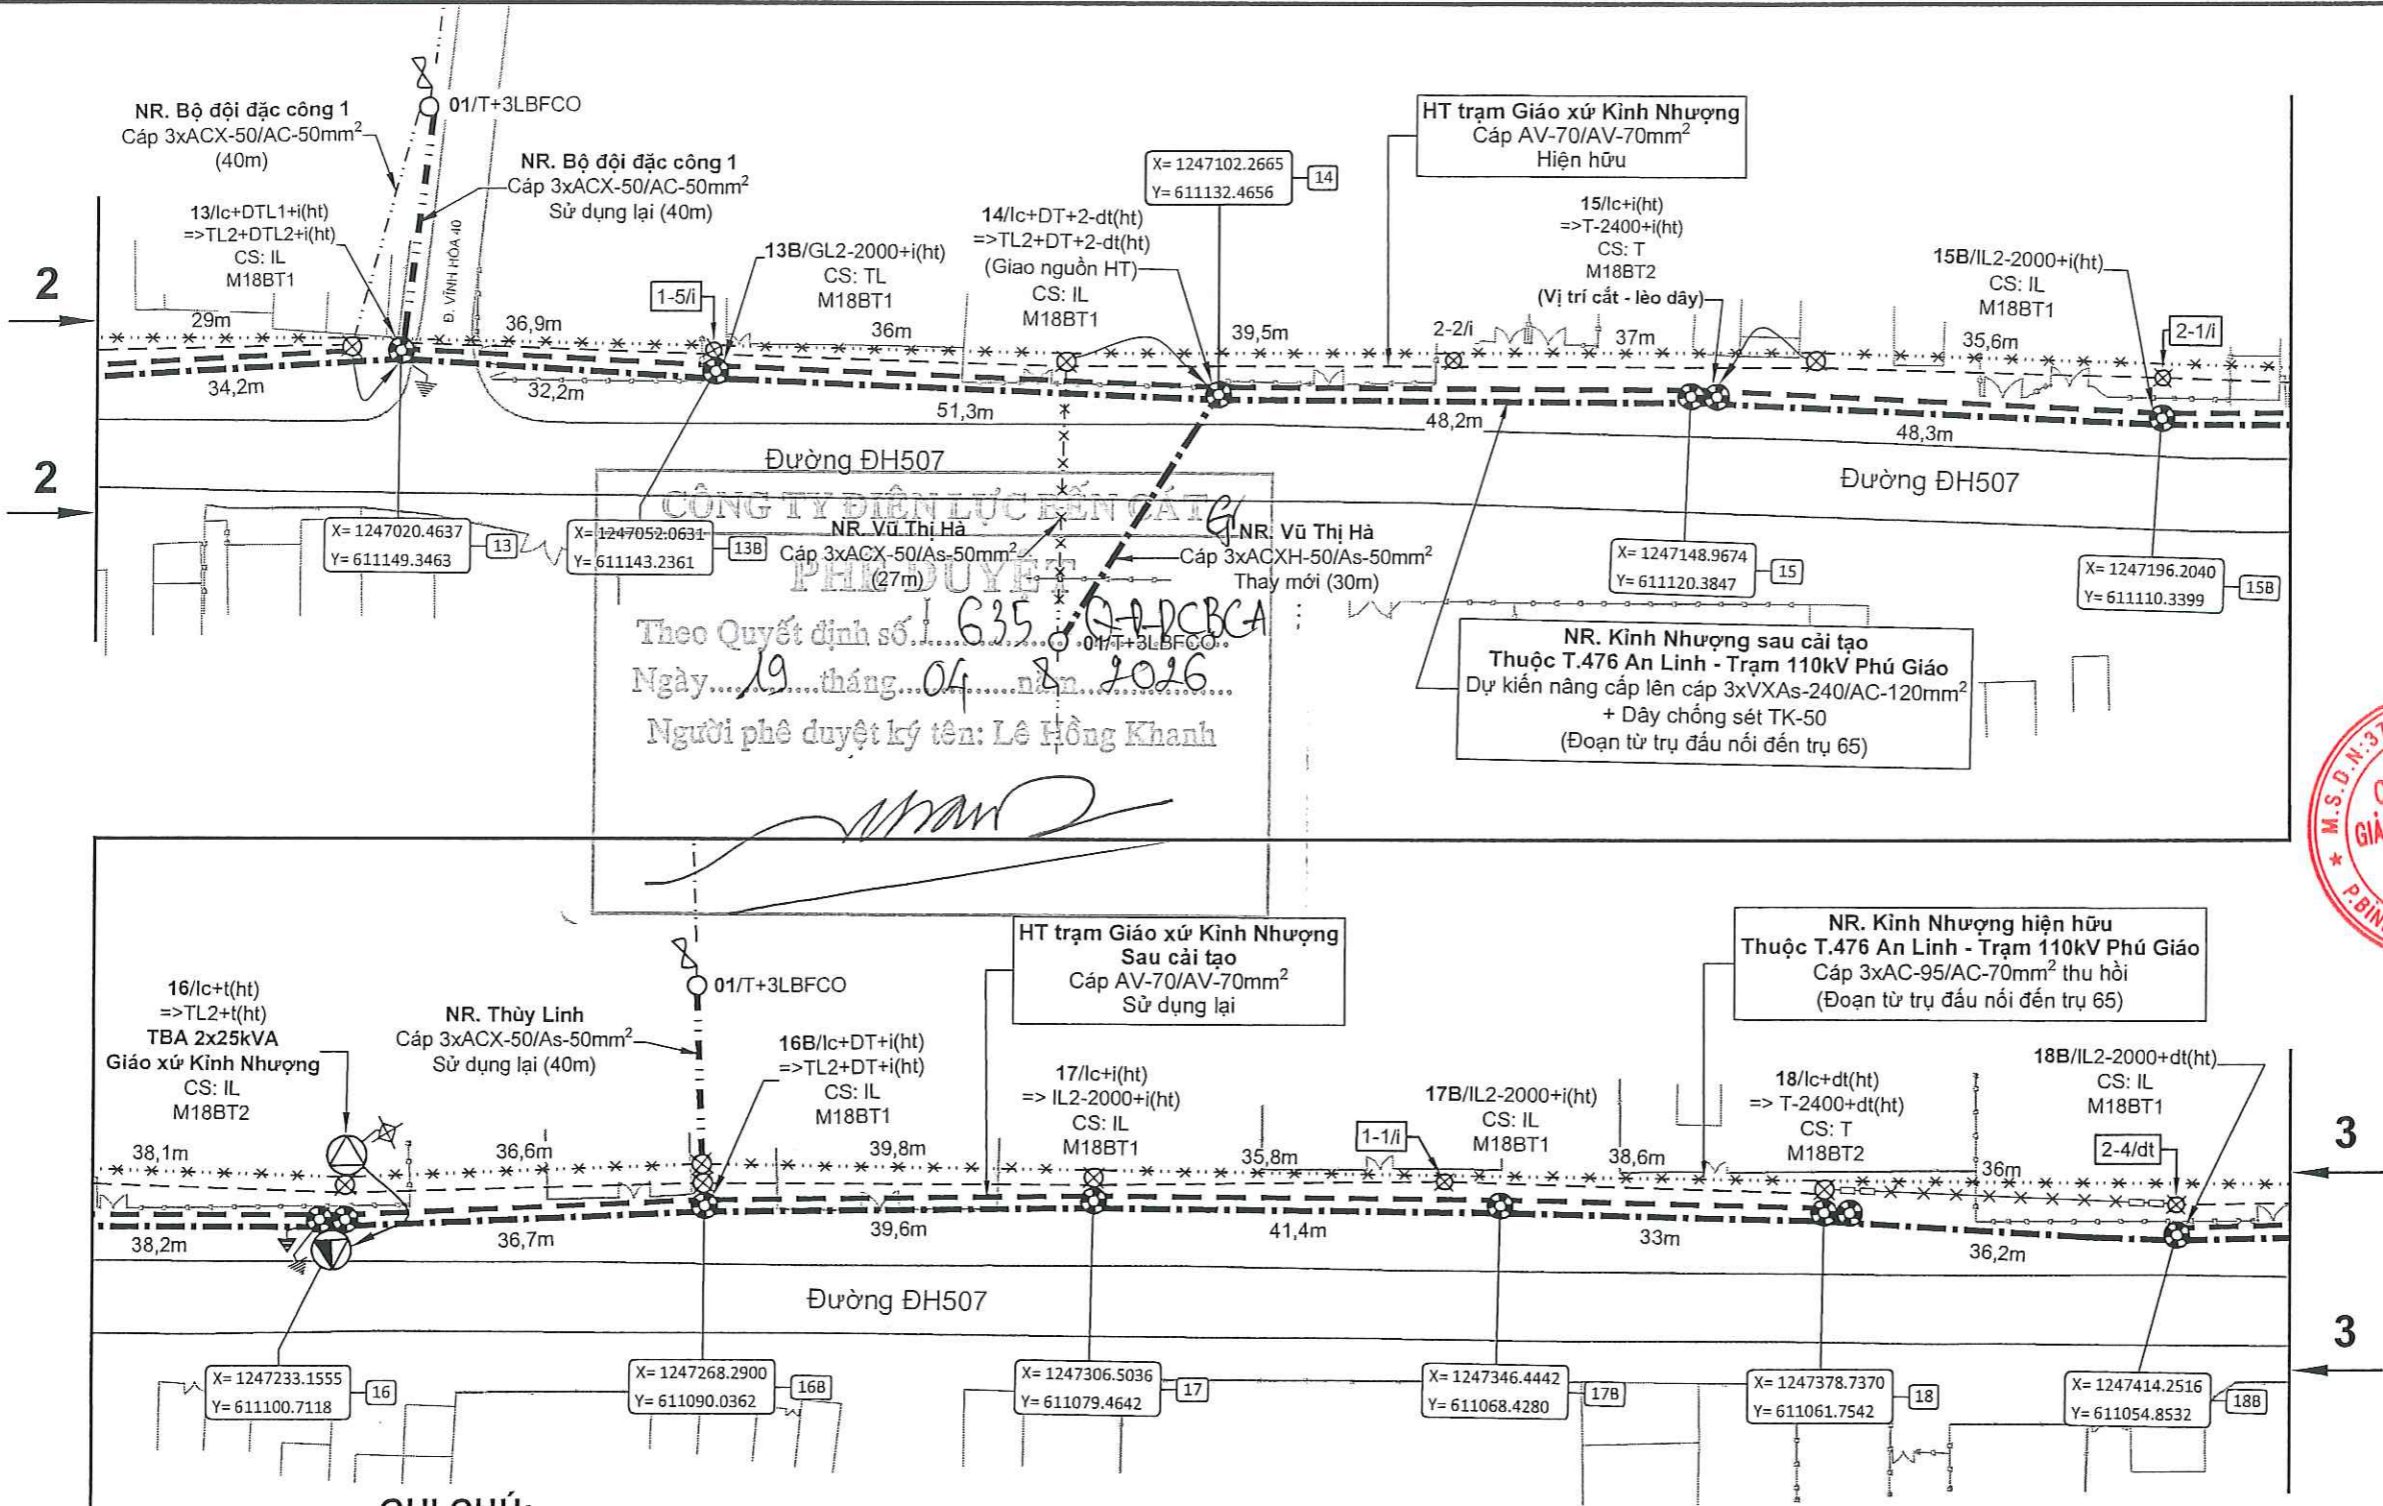 NR. Bộ đội đặc công 1
Cáp 3xACX-50/AC-50mm²
(40m)
01/T+3LBFCO
NR. Bộ đội đặc công 1
Cáp 3xACX-50/AC-50mm²
Sử dụng lại (40m)
13/Ic+DTL1+i(ht)
=>TL2+DTL2+i(ht)
CS: IL
M18BT1
Đ. VĨNH HÒA 40
1-5/i
13B/GL2-2000+i(ht)
CS: TL
M18BT1
14/Ic+DT+2-dt(ht)
=>TL2+DT+2-dt(ht)
(Giao nguồn HT)
CS: IL
M18BT1
X= 1247102.2665
Y= 611132.4656
14
HT trạm Giáo xứ Kỉnh Nhượng
Cáp AV-70/AV-70mm²
Hiện hữu
15/Ic+i(ht)
=>T-2400+i(ht)
CS: T
M18BT2
(Vị trí cắt - lèo dây)
15B/IL2-2000+i(ht)
CS: IL
M18BT1
2-2/i
2-1/i
2
2
29m
36,9m
36m
39,5m
37m
35,6m
34,2m
32,2m
51,3m
48,2m
48,3m
Đường ĐH507
Đường ĐH507
X= 1247020.4637
Y= 611149.3463
13
X= 1247052.0631
Y= 611143.2361
13B
CÔNG TY ĐIỆN LỰC BẾN CÁT
PHÊ DUYỆT
Theo Quyết định số 635
Ngày 19 tháng 04 năm 2026
Người phê duyệt ký tên: Lê Hồng Khanh
NR. Vũ Thị Hà
Cáp 3xACX-50/As-50mm²
(27m)
NR. Vũ Thị Hà
Cáp 3xACXH-50/As-50mm²
Thay mới (30m)
01/T+3LBFCO
X= 1247148.9674
Y= 611120.3847
15
X= 1247196.2040
Y= 611110.3399
15B
NR. Kỉnh Nhượng sau cải tạo
Thuộc T.476 An Linh - Trạm 110kV Phú Giáo
Dự kiến nâng cấp lên cáp 3xVXAs-240/AC-120mm²
+ Dây chống sét TK-50
(Đoạn từ trụ đấu nối đến trụ 65)
M.S.D.N:37
P.BÌN
16/Ic+t(ht)
=>TL2+t(ht)
TBA 2x25kVA
Giáo xứ Kỉnh Nhượng
CS: IL
M18BT2
NR. Thùy Linh
Cáp 3xACX-50/As-50mm²
Sử dụng lại (40m)
01/T+3LBFCO
16B/Ic+DT+i(ht)
=>TL2+DT+i(ht)
CS: IL
M18BT1
HT trạm Giáo xứ Kỉnh Nhượng
Sau cải tạo
Cáp AV-70/AV-70mm²
Sử dụng lại
17/Ic+i(ht)
=> IL2-2000+i(ht)
CS: IL
M18BT1
1-1/i
17B/IL2-2000+i(ht)
CS: IL
M18BT1
NR. Kỉnh Nhượng hiện hữu
Thuộc T.476 An Linh - Trạm 110kV Phú Giáo
Cáp 3xAC-95/AC-70mm² thu hồi
(Đoạn từ trụ đấu nối đến trụ 65)
18/Ic+dt(ht)
=> T-2400+dt(ht)
CS: T
M18BT2
18B/IL2-2000+dt(ht)
CS: IL
M18BT1
2-4/dt
3
3
38,1m
36,6m
39,8m
35,8m
38,6m
36m
38,2m
36,7m
39,6m
41,4m
33m
36,2m
Đường ĐH507
X= 1247233.1555
Y= 611100.7118
16
X= 1247268.2900
Y= 611090.0362
16B
X= 1247306.5036
Y= 611079.4642
17
X= 1247346.4442
Y= 611068.4280
17B
X= 1247378.7370
Y= 611061.7542
18
X= 1247414.2516
Y= 611054.8532
18B
GHI CHÚ: